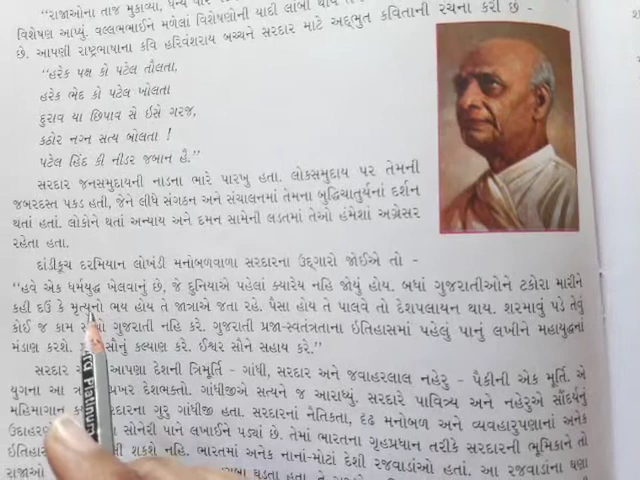 "રાજાઓના તાજ મુકાવ્યા, ધન્ય
વિશેષણ આપ્યું. વલ્લભભાઈને મળેલાં વિશેષણોની યાદી લાંબી
છે. આપણી રાષ્ટ્રભાષાના કવિ હરિવંશરાય બચ્ચને સરદાર માટે અદ્ભુત કવિતાની રચના કરી છે -
"હરેક પક્ષ કો પટેલ તૌલતા,
હરેક ભેદ કો પટેલ ખોલતા
દુરાવ યા છિપાવ સે ઇસે ગરજ,
કઠોર નગ્ન સત્ય બોલતા !
પટેલ હિંદ કી નીડર જબાન હૈ."
સરદાર જનસમુદાયની નાડના ભારે પારખુ હતા. લોકસમુદાય પર તેમની
જબરદસ્ત પકડ હતી, જેને લીધે સંગઠન અને સંચાલનમાં તેમના બુદ્ધિચાતુર્યનાં દર્શન
થતાં હતાં. લોકોને થતાં અન્યાય અને દમન સામેની લડતમાં તેઓ હંમેશાં અગ્રેસર
રહેતા હતા.
દાંડીકૂચ દરમિયાન લોખંડી મનોબળવાળા સરદારના ઉદ્ગારો જોઈએ તો -
"હવે એક ધર્મયુદ્ધ ખેલવાનું છે, જે દુનિયાએ પહેલાં ક્યારેય નહિ જોયું હોય. બધાં ગુજરાતીઓને ટકોરા મારીને
કહી દઉં કે મૃત્યુનો ભય હોય તે જાત્રાએ જતા રહે. પૈસા હોય તે પાલવે તો દેશપલાયન થાય. શરમાવું પડે તેવું
કોઈ જ કામ ગુજરાતી નહિ કરે. ગુજરાતી પ્રજા-સ્વતંત્રતાના ઇતિહાસમાં પહેલું પાનું લખીને મહાયુદ્ધનાં
મંડાણ કરશે. સૌનું કલ્યાણ કરે. ઈશ્વર સૌને સહાય કરે."
સરદાર આપણા દેશની ત્રિમૂર્તિ - ગાંધી, સરદાર અને જવાહરલાલ નહેરુ - પૈકીની એક મૂર્તિ. એ
યુગના આ પ્રખર દેશભક્તો. ગાંધીજીએ સત્યને જ આરાધ્યું. સરદારે પાવિત્ર્ય અને નહેરુએ સૌંદર્યનું
મહિમાગાન સરદારના ગુરુ ગાંધીજી હતા. સરદારનાં નૈતિકતા, દૃઢ મનોબળ અને વ્યવહારુપણાનાં અનેક
ઉદાહરણો સોનેરી પાને લખાઈને પડ્યાં છે. તેમાં ભારતના ગૃહપ્રધાન તરીકે સરદારની ભૂમિકાને તો
શકશે નહિ. ભારતમાં અનેક નાનાં-મોટાં દેશી રજવાડાંઓ હતાં. આ રજવાડાંના ઘણા
રાજાઓ